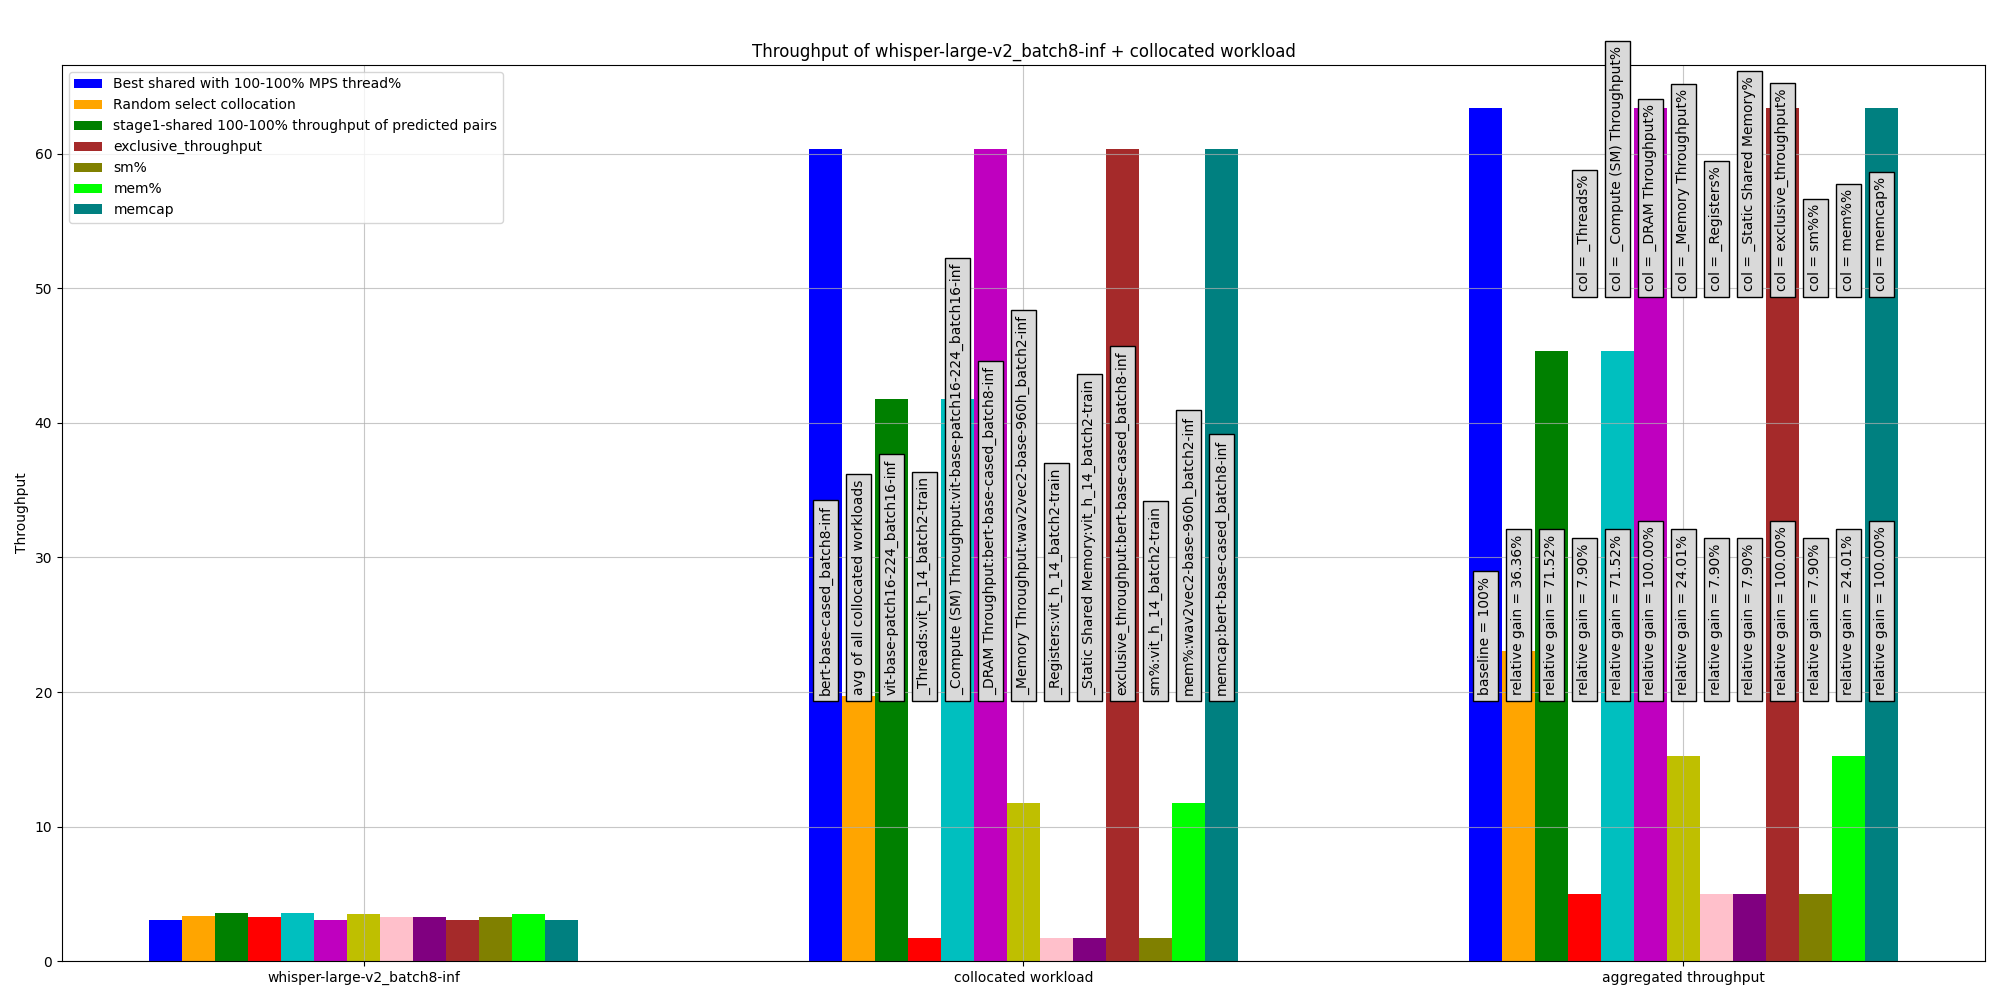 Throughput of whisper-large-v2_batch8-inf + collocated workload
Best shared with 100-100% MPS thread%
Random select collocation
stage1-shared 100-100% throughput of predicted pairs
exclusive_throughput
sm%
mem%
memcap
Throughput
60
50
40
30
20
10
0
bert-base-cased_batch8-inf
avg of all collocated workloads
vit-base-patch16-224_batch16-inf
_Threads:vit_h_14_batch2-train
_Compute (SM) Throughput:vit-base-patch16-224_batch16-inf
_DRAM Throughput:bert-base-cased_batch8-inf
_Memory Throughput:wav2vec2-base-960h_batch2-inf
_Registers:vit_h_14_batch2-train
_Static Shared Memory:vit_h_14_batch2-train
exclusive_throughput:bert-base-cased_batch8-inf
sm%:vit_h_14_batch2-train
mem%:wav2vec2-base-960h_batch2-inf
memcap:bert-base-cased_batch8-inf
col = _Threads%
col = _Compute (SM) Throughput%
col = _DRAM Throughput%
col = _Memory Throughput%
col = _Registers%
col = _Static Shared Memory%
col = exclusive_throughput%
col = sm%%
col = mem%%
col = memcap%
baseline = 100%
relative gain = 36.36%
relative gain = 71.52%
relative gain = 7.90%
relative gain = 71.52%
relative gain = 100.00%
relative gain = 24.01%
relative gain = 7.90%
relative gain = 7.90%
relative gain = 100.00%
relative gain = 7.90%
relative gain = 24.01%
relative gain = 100.00%
whisper-large-v2_batch8-inf
collocated workload
aggregated throughput